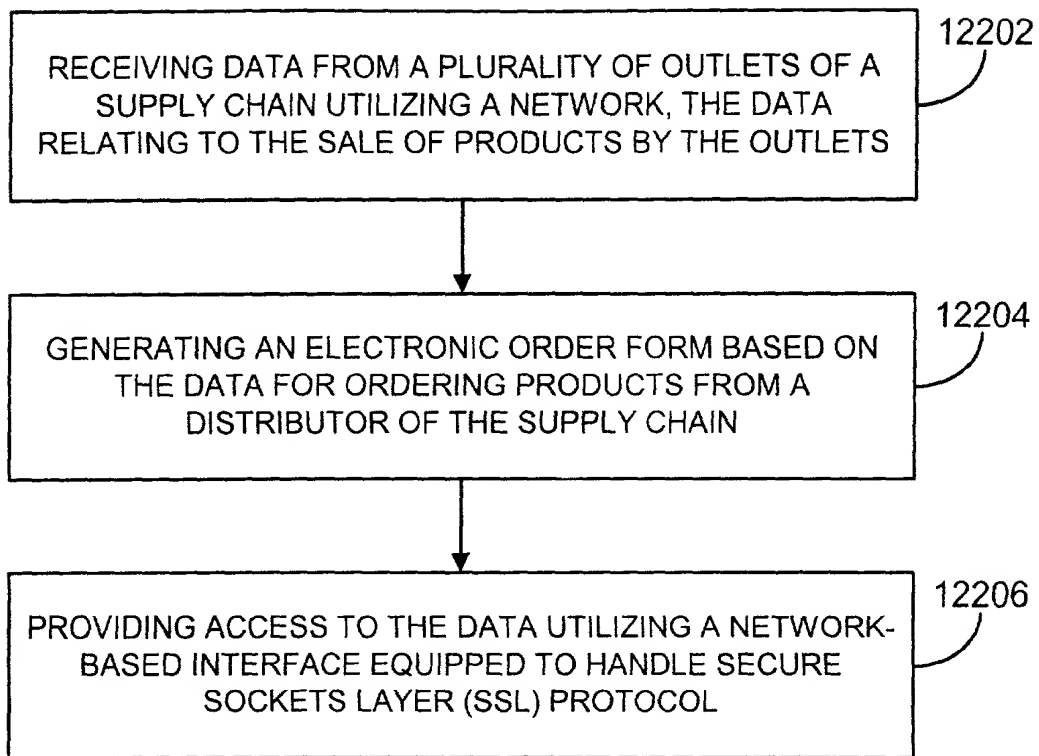 12202
RECEIVING DATA FROM A PLURALITY OF OUTLETS OF A
SUPPLY CHAIN UTILIZING A NETWORK, THE DATA
RELATING TO THE SALE OF PRODUCTS BY THE OUTLETS
12204
GENERATING AN ELECTRONIC ORDER FORM BASED ON
THE DATA FOR ORDERING PRODUCTS FROM A
DISTRIBUTOR OF THE SUPPLY CHAIN
12206
PROVIDING ACCESS TO THE DATA UTILIZING A NETWORK-
BASED INTERFACE EQUIPPED TO HANDLE SECURE
SOCKETS LAYER (SSL) PROTOCOL